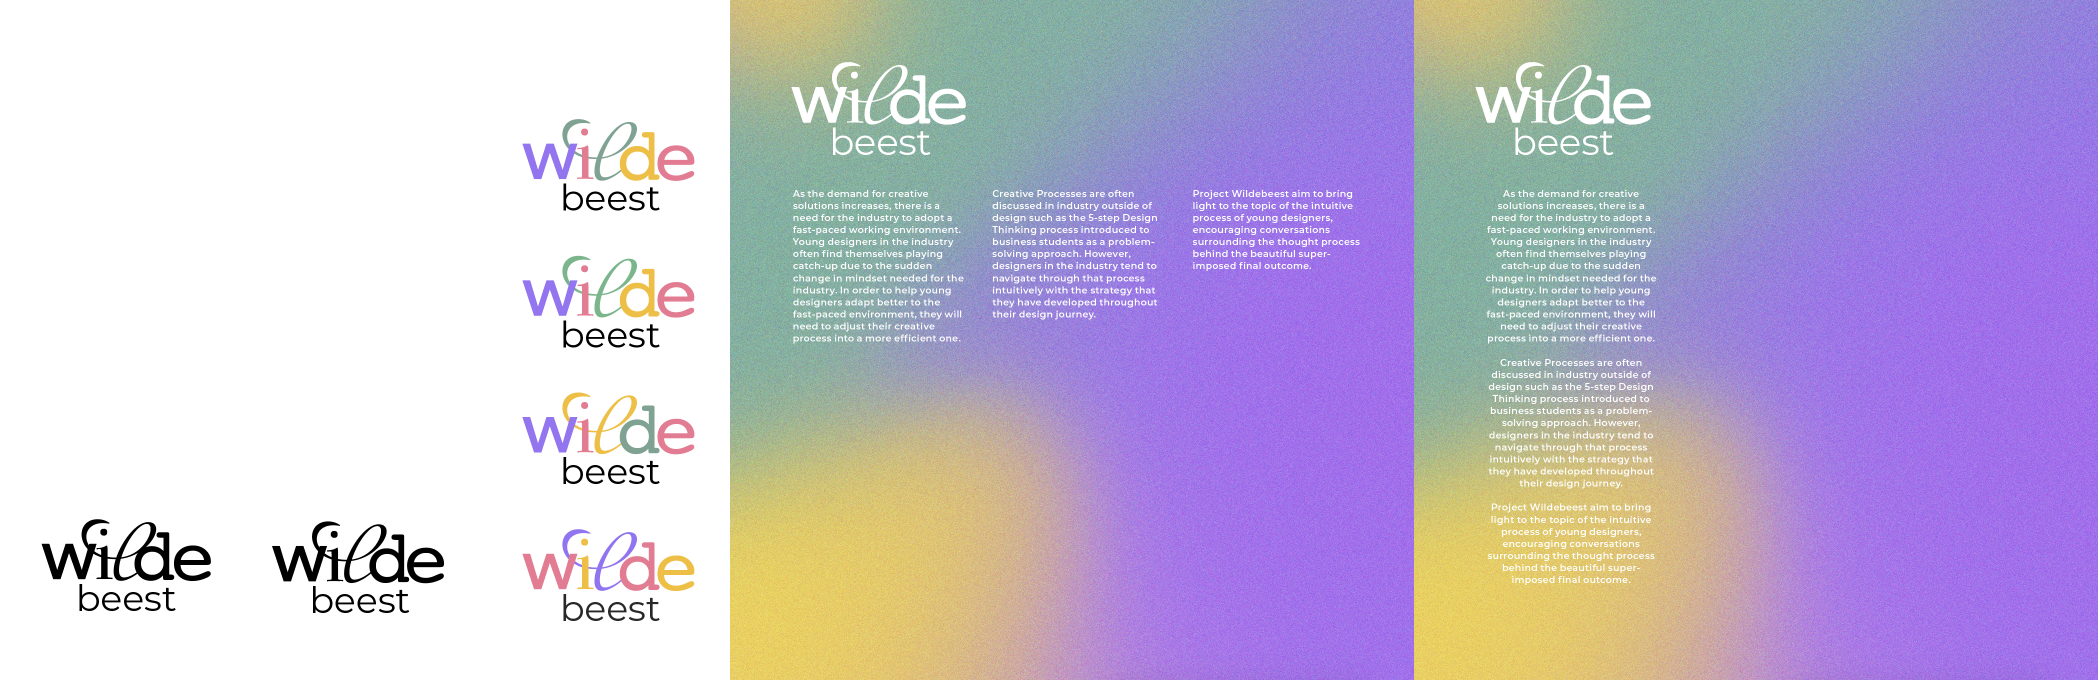 wilde
beest
wilde
beest
wilde
beest
wilde
beest
wilde
beest
wilde
beest
wilde
beest
As the demand for creative
solutions increases, there is a
need for the industry to adopt a
fast-paced working environment.
Young designers in the industry
often find themselves playing
catch-up due to the sudden
change in mindset needed for the
industry. In order to help young
designers adapt better to the
fast-paced environment, they will
need to adjust their creative
process into a more efficient one.
Creative Processes are often
discussed in industry outside of
design such as the 5-step Design
Thinking process introduced to
business students as a problem-
solving approach. However,
designers in the industry tend to
navigate through that process
intuitively with the strategy that
they have developed throughout
their design journey.
Project Wildebeest aim to bring
light to the topic of the intuitive
process of young designers,
encouraging conversations
surrounding the thought process
behind the beautiful super-
imposed final outcome.
wilde
beest
As the demand for creative
solutions increases, there is a
need for the industry to adopt a
fast-paced working environment.
Young designers in the industry
often find themselves playing
catch-up due to the sudden
change in mindset needed for the
industry. In order to help young
designers adapt better to the
fast-paced environment, they will
need to adjust their creative
process into a more efficient one.
Creative Processes are often
discussed in industry outside of
design such as the 5-step Design
Thinking process introduced to
business students as a problem-
solving approach. However,
designers in the industry tend to
navigate through that process
intuitively with the strategy that
they have developed throughout
their design journey.
Project Wildebeest aim to bring
light to the topic of the intuitive
process of young designers,
encouraging conversations
surrounding the thought process
behind the beautiful super-
imposed final outcome.